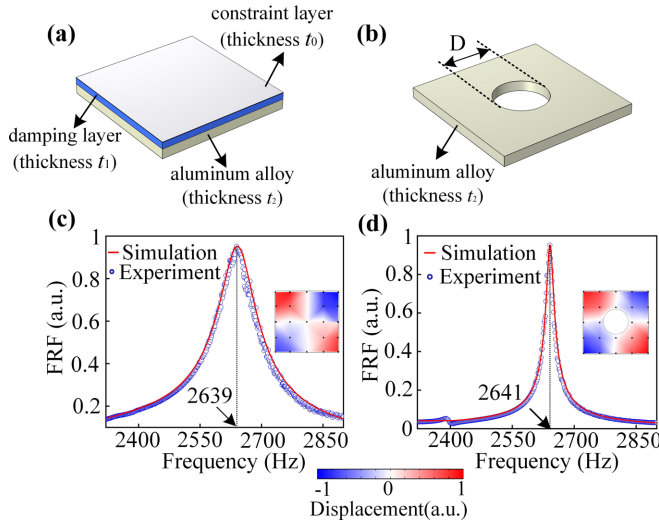 (a)
constraint layer
(thickness t0)
damping layer
(thickness t1)
aluminum alloy
(thickness t2)
(b)
D
aluminum alloy
(thickness t2)
(c)
1
0.8
0.6
0.4
0.2
FRF (a.u.)
Simulation
Experiment
2639
2400 2550 2700 2850
Frequency (Hz)
(d)
1
0.8
0.6
0.4
0.2
0
FRF (a.u.)
Simulation
Experiment
2641
2400 2550 2700 2850
Frequency (Hz)
-1 0 1
Displacement(a.u.)